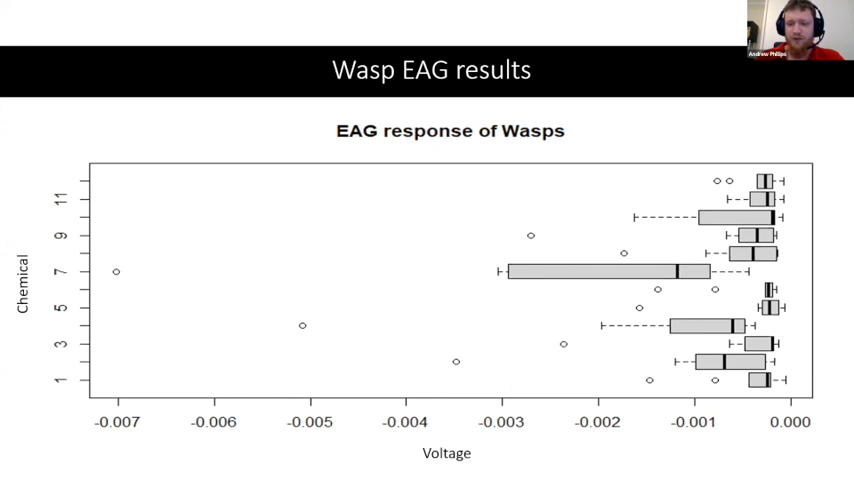 Andrew Phillips
Wasp EAG results
EAG response of Wasps
Chemical
11
9
7
5
3
1
-0.007 -0.006 -0.005 -0.004 -0.003 -0.002 -0.001 0.000
Voltage